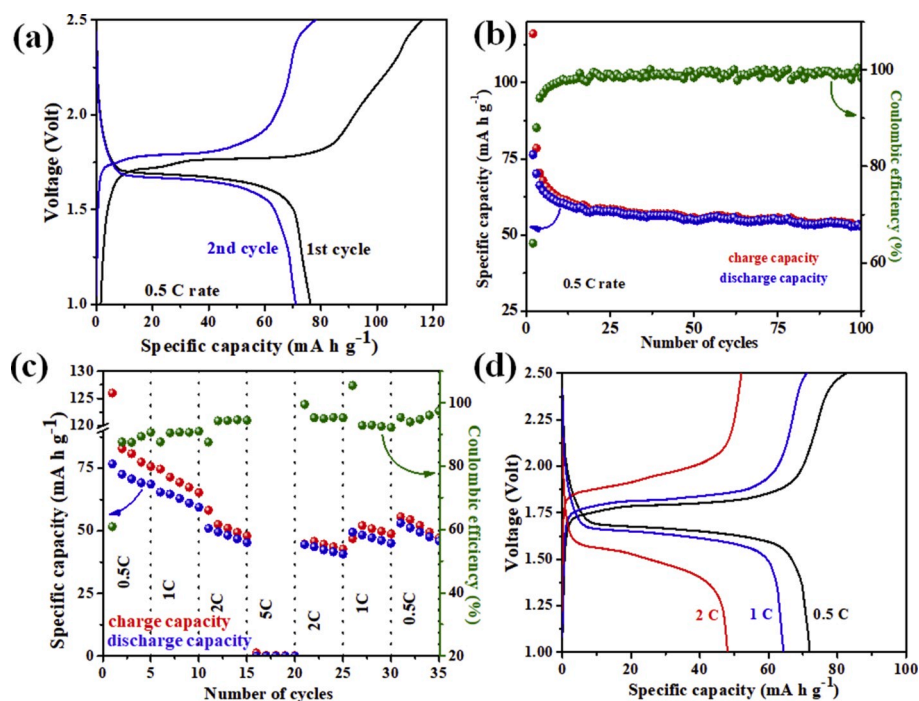 (a)
2.5
2.0
1.5
1.0
Voltage (Volt)
2nd cycle
1st cycle
0.5 C rate
0 20 40 60 80 100 120
Specific capacity (mA h g⁻¹)
(b)
100
75
50
25
Specific capacity (mA h g⁻¹)
100
80
60
Coulombic efficiency (%)
charge capacity
discharge capacity
0.5 C rate
0 25 50 75 100
Number of cycles
(c)
130
125
120
75
50
25
0
Specific capacity (mA h g⁻¹)
100
80
60
40
20
Coulombic efficiency (%)
0.5C
1C
2C
5C
2C
1C
0.5C
charge capacity
discharge capacity
0 5 10 15 20 25 30 35
Number of cycles
(d)
2.50
2.25
2.00
1.75
1.50
1.25
1.00
Voltage (Volt)
2 C
1 C
0.5 C
0 20 40 60 80 100
Specific capacity (mA h g⁻¹)